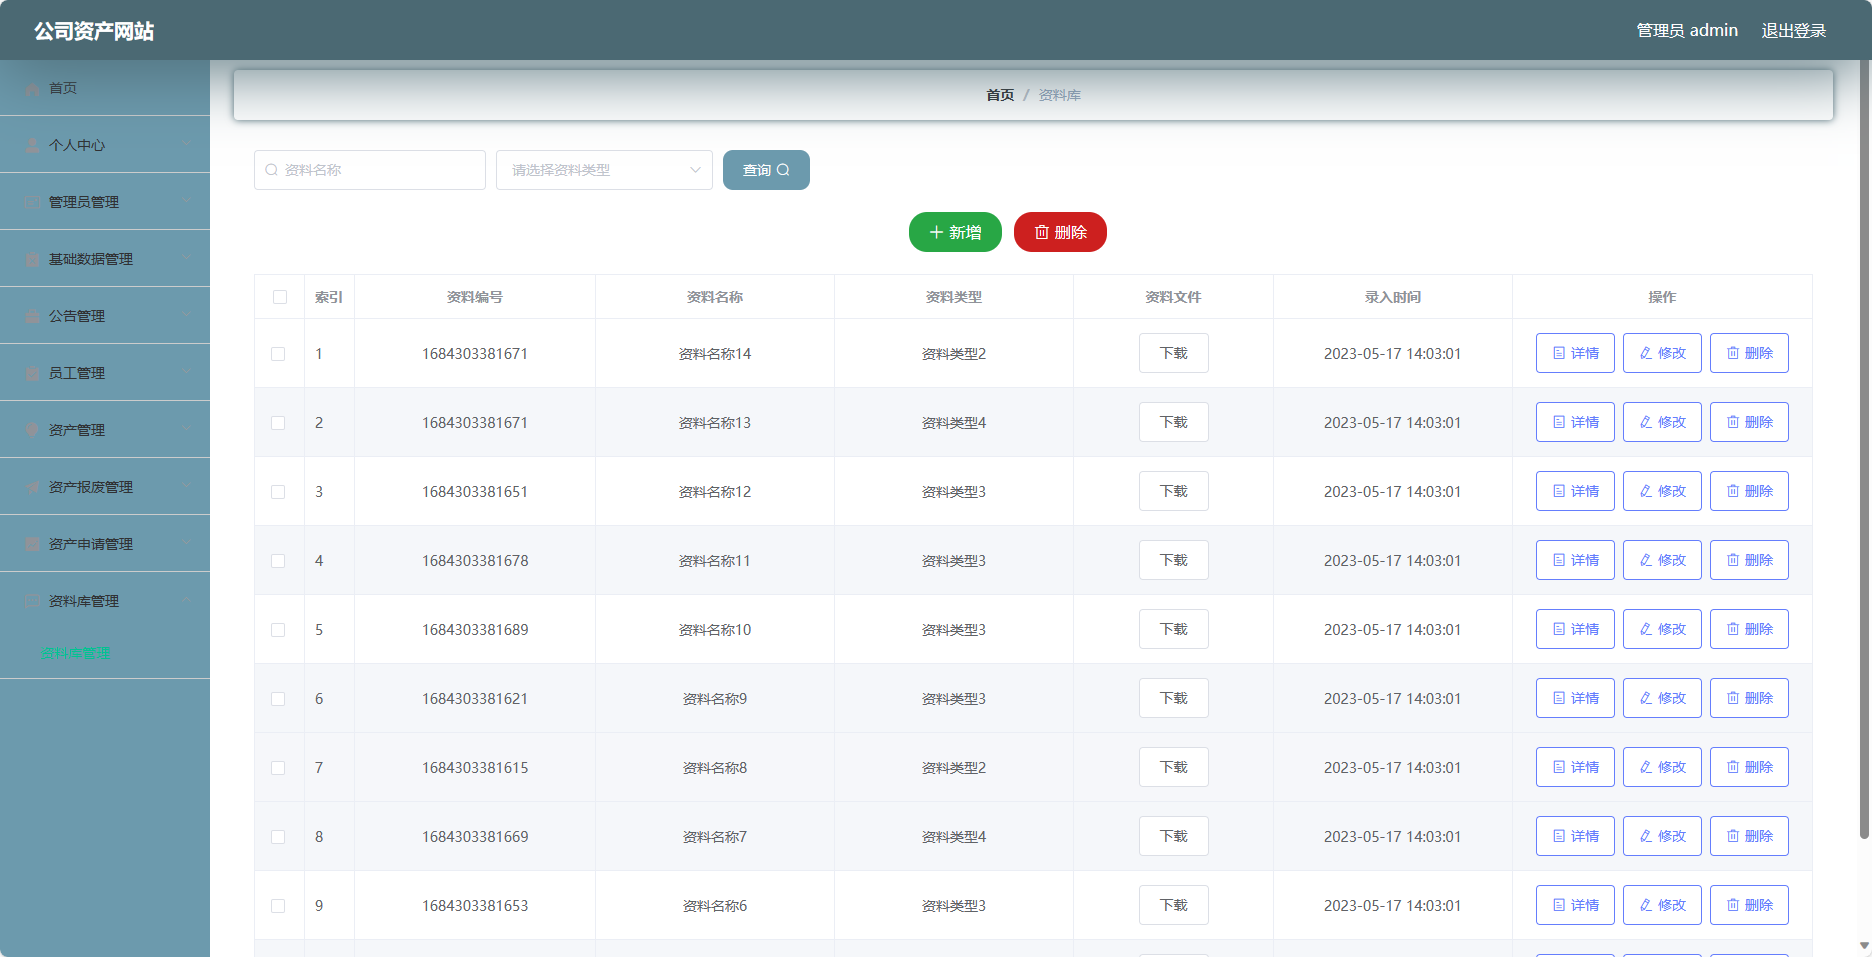 公司资产网站
管理员 admin 退出登录
首页
个人中心
管理员管理
基础数据管理
公告管理
员工管理
资产管理
资产报废管理
资产申请管理
资料库管理
资料库管理
首页 / 资料库
资料名称 请选择资料类型 查询
新增 删除
索引 资料编号 资料名称 资料类型 资料文件 录入时间 操作
1 1684303381671 资料名称14 资料类型2 下载 2023-05-17 14:03:01 详情 修改 删除
2 1684303381671 资料名称13 资料类型4 下载 2023-05-17 14:03:01 详情 修改 删除
3 1684303381651 资料名称12 资料类型3 下载 2023-05-17 14:03:01 详情 修改 删除
4 1684303381678 资料名称11 资料类型3 下载 2023-05-17 14:03:01 详情 修改 删除
5 1684303381689 资料名称10 资料类型3 下载 2023-05-17 14:03:01 详情 修改 删除
6 1684303381621 资料名称9 资料类型3 下载 2023-05-17 14:03:01 详情 修改 删除
7 1684303381615 资料名称8 资料类型2 下载 2023-05-17 14:03:01 详情 修改 删除
8 1684303381669 资料名称7 资料类型4 下载 2023-05-17 14:03:01 详情 修改 删除
9 1684303381653 资料名称6 资料类型3 下载 2023-05-17 14:03:01 详情 修改 删除